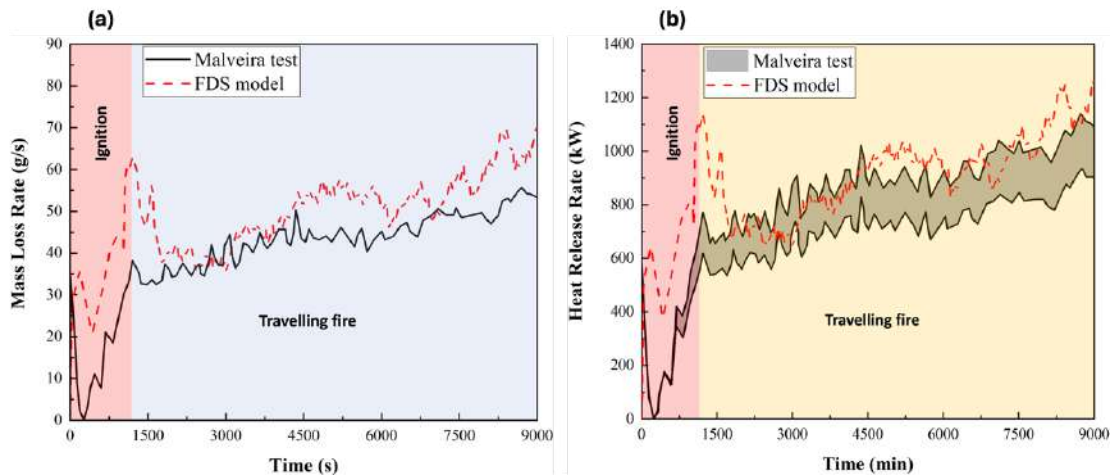 (a)
Mass Loss Rate (g/s)
90
80
70
60
50
40
30
20
10
0
Ignition
Malveira test
FDS model
Travelling fire
0 1500 3000 4500 6000 7500 9000
Time (s)
(b)
Heat Release Rate (kW)
1400
1200
1000
800
600
400
200
0
Ignition
Malveira test
FDS model
Travelling fire
0 1500 3000 4500 6000 7500 9000
Time (min)